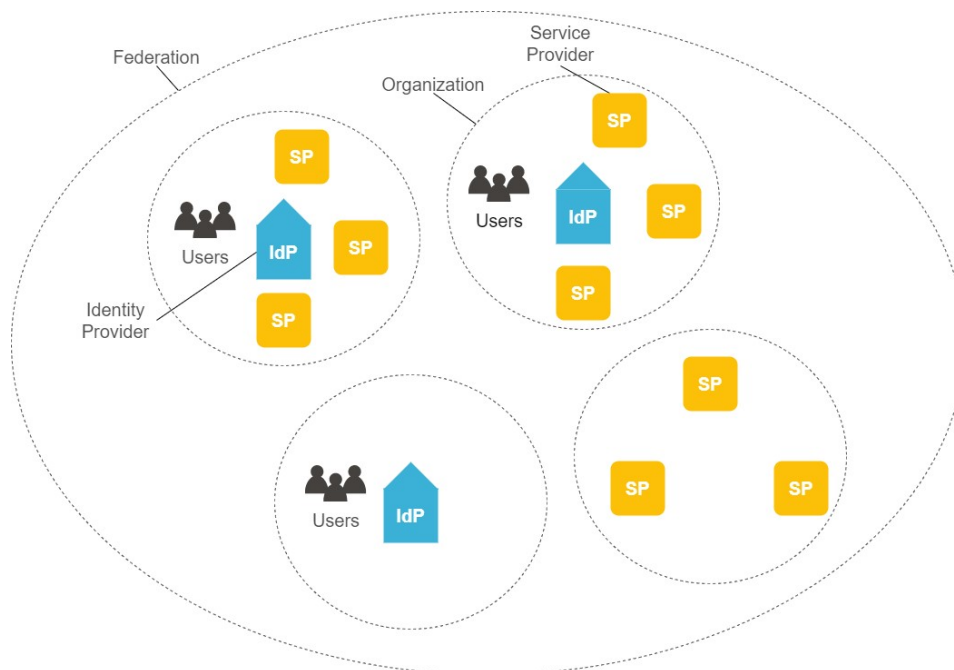 Federation
Service
Provider
Organization
SP
SP
Users
IdP
SP
SP
Users
IdP
SP
SP
Identity
Provider
SP
SP
SP
SP
Users
IdP